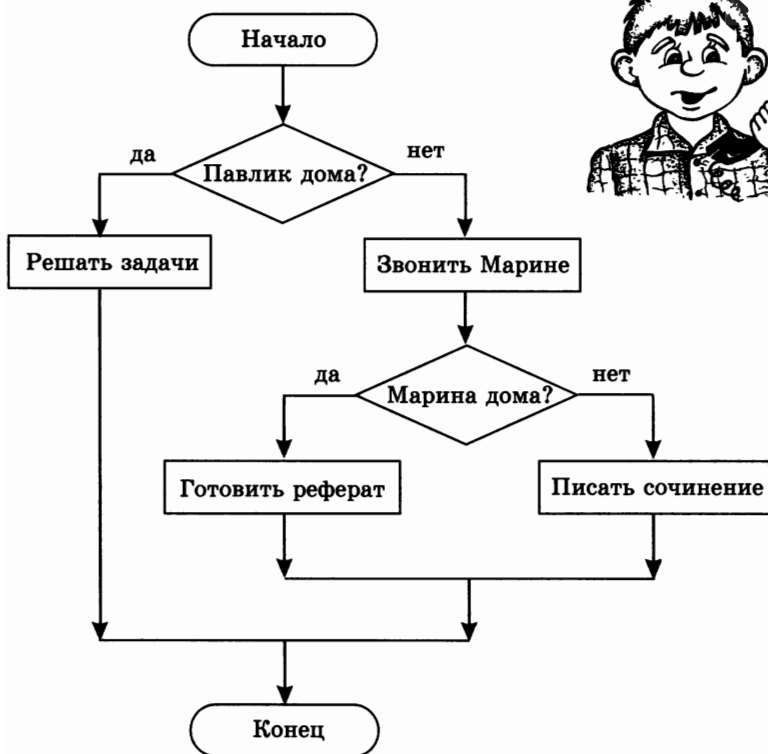 Начало
да
нет
Павлик дома?
Решать задачи
Звонить Марине
да
нет
Марина дома?
Готовить реферат
Писать сочинение
Конец